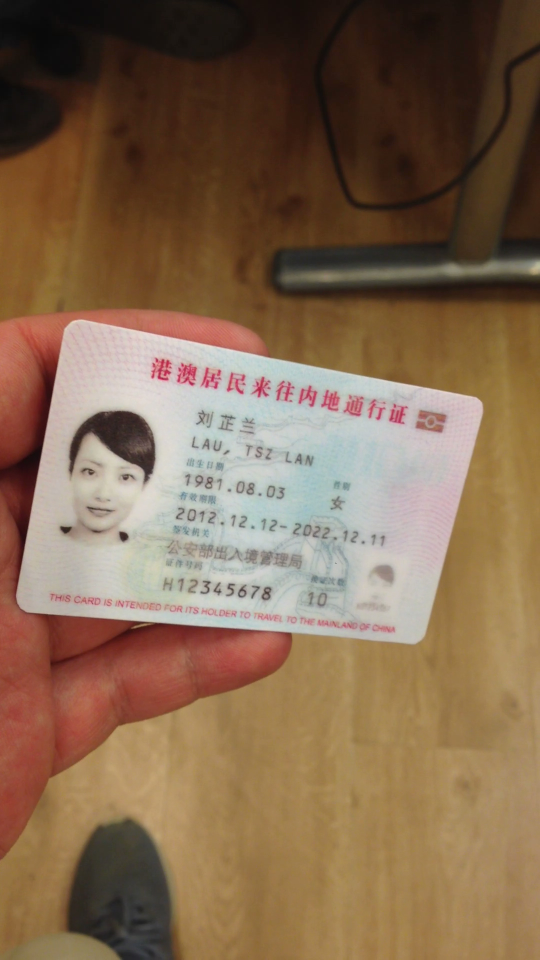 港澳居民来往内地通行证
刘芷兰
LAU, TSZ LAN
出生日期 性别
1981.08.03 女
有效期限
2012.12.12-2022.12.11
签发机关
公安部出入境管理局
证件号码 换证次数
H12345678 10
THIS CARD IS INTENDED FOR ITS HOLDER TO TRAVEL TO THE MAINLAND OF CHINA